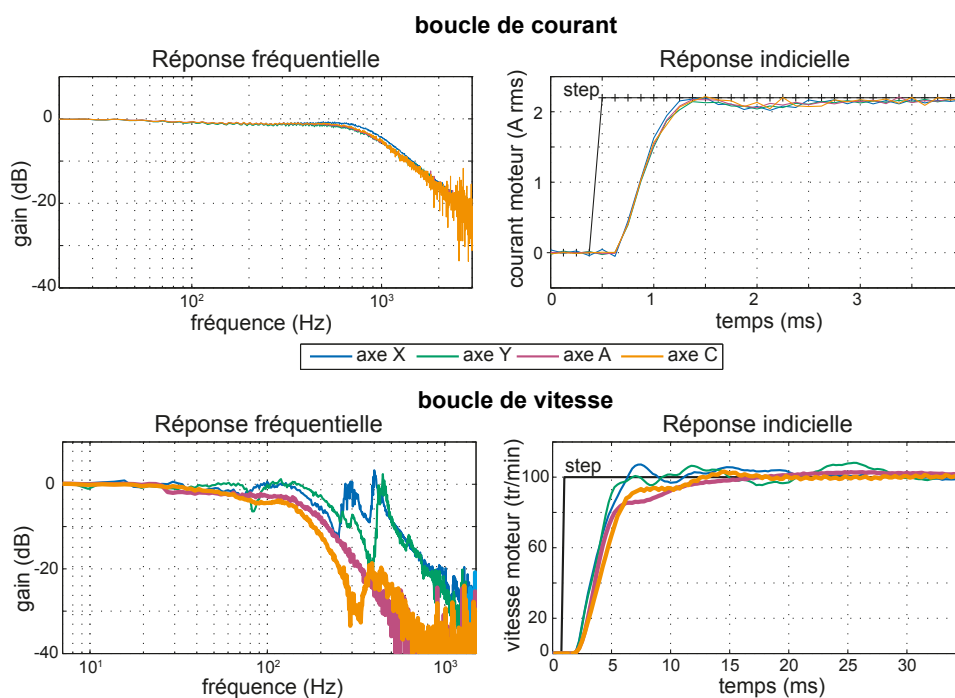 boucle de courant
Réponse fréquentielle
Réponse indicielle
0
-20
-40
gain (dB)
10²
10³
fréquence (Hz)
step
2
1
0
courant moteur (A rms)
0
1
2
3
temps (ms)
axe X
axe Y
axe A
axe C
boucle de vitesse
Réponse fréquentielle
Réponse indicielle
0
-20
-40
gain (dB)
10¹
10²
10³
fréquence (Hz)
step
100
80
60
40
20
0
vitesse moteur (tr/min)
0
5
10
15
20
25
30
temps (ms)